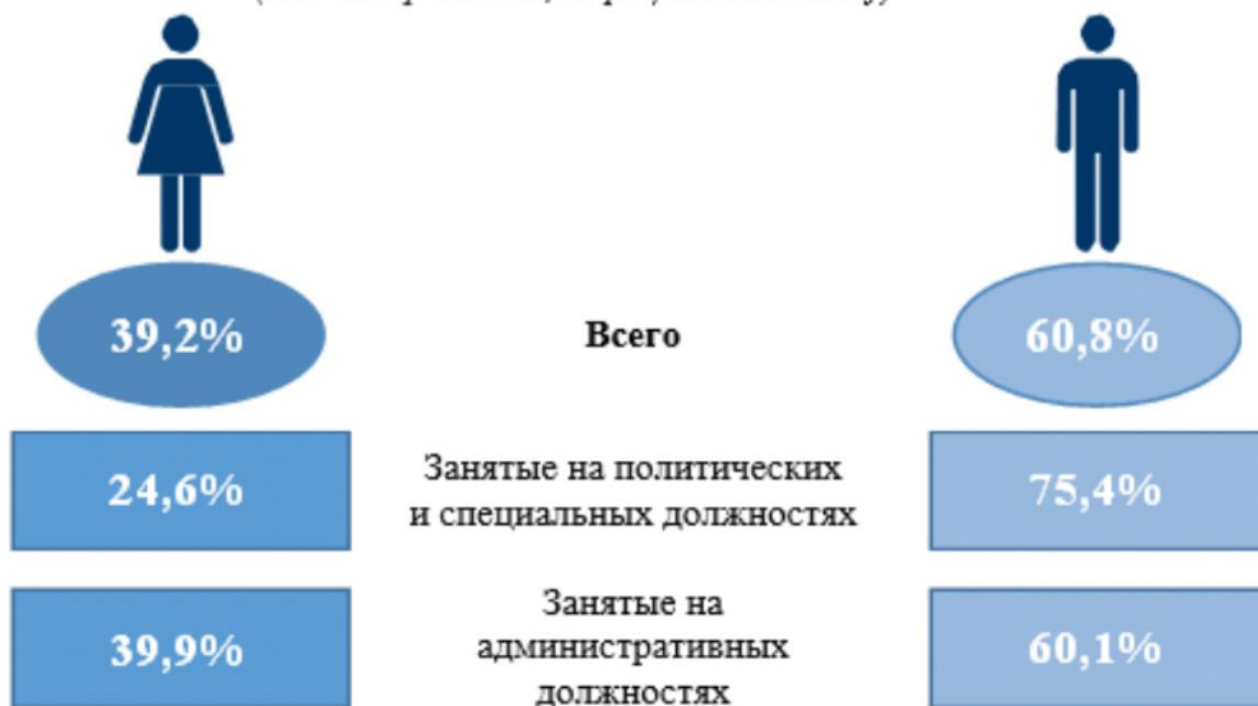 39,2%
Всего
60,8%
24,6%
Занятые на политических
и специальных должностях
75,4%
39,9%
Занятые на
административных
должностях
60,1%